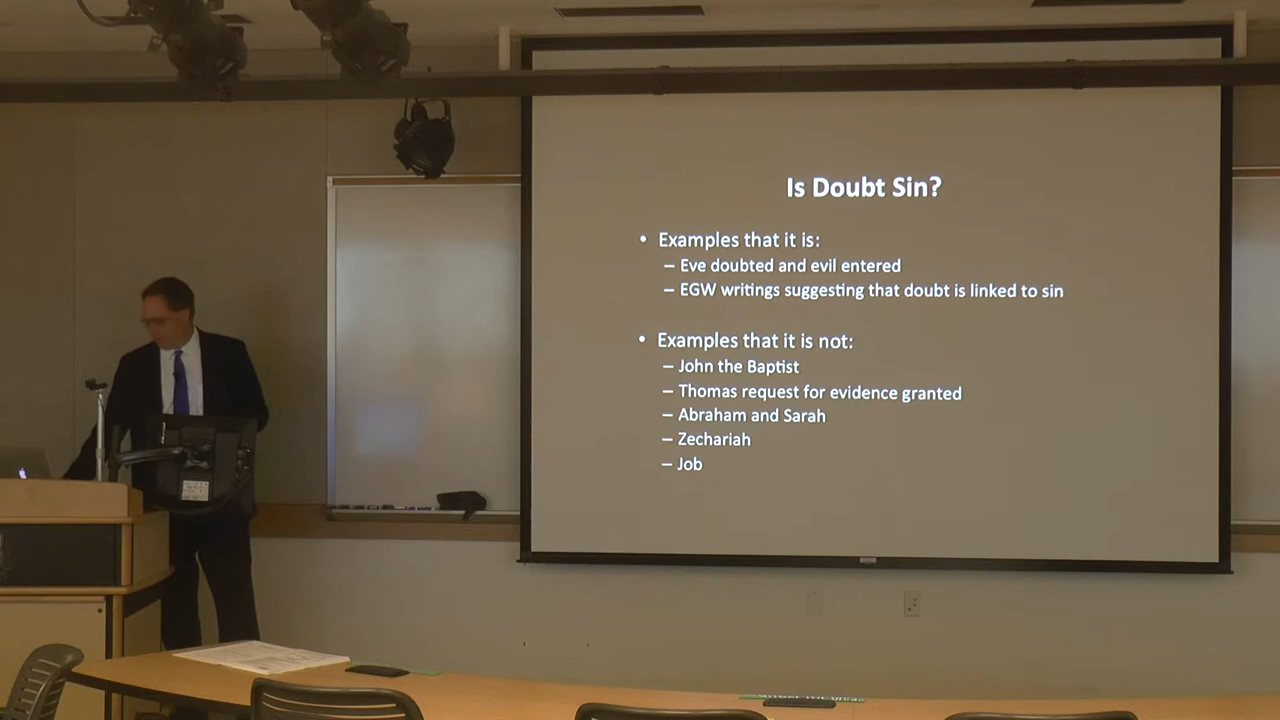 Is Doubt Sin?
• Examples that it is:
– Eve doubted and evil entered
– EGW writings suggesting that doubt is linked to sin
• Examples that it is not:
– John the Baptist
– Thomas request for evidence granted
– Abraham and Sarah
– Zechariah
– Job